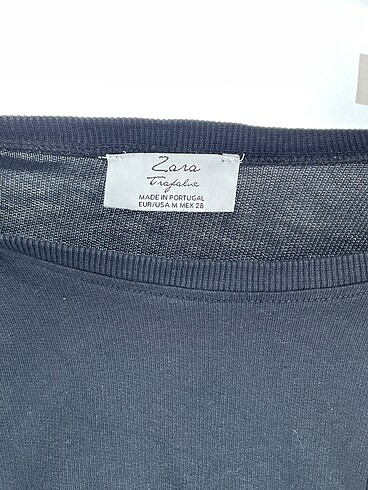 Zara
Trafaluc
MADE IN PORTUGAL
EUR/USA M MEX 28